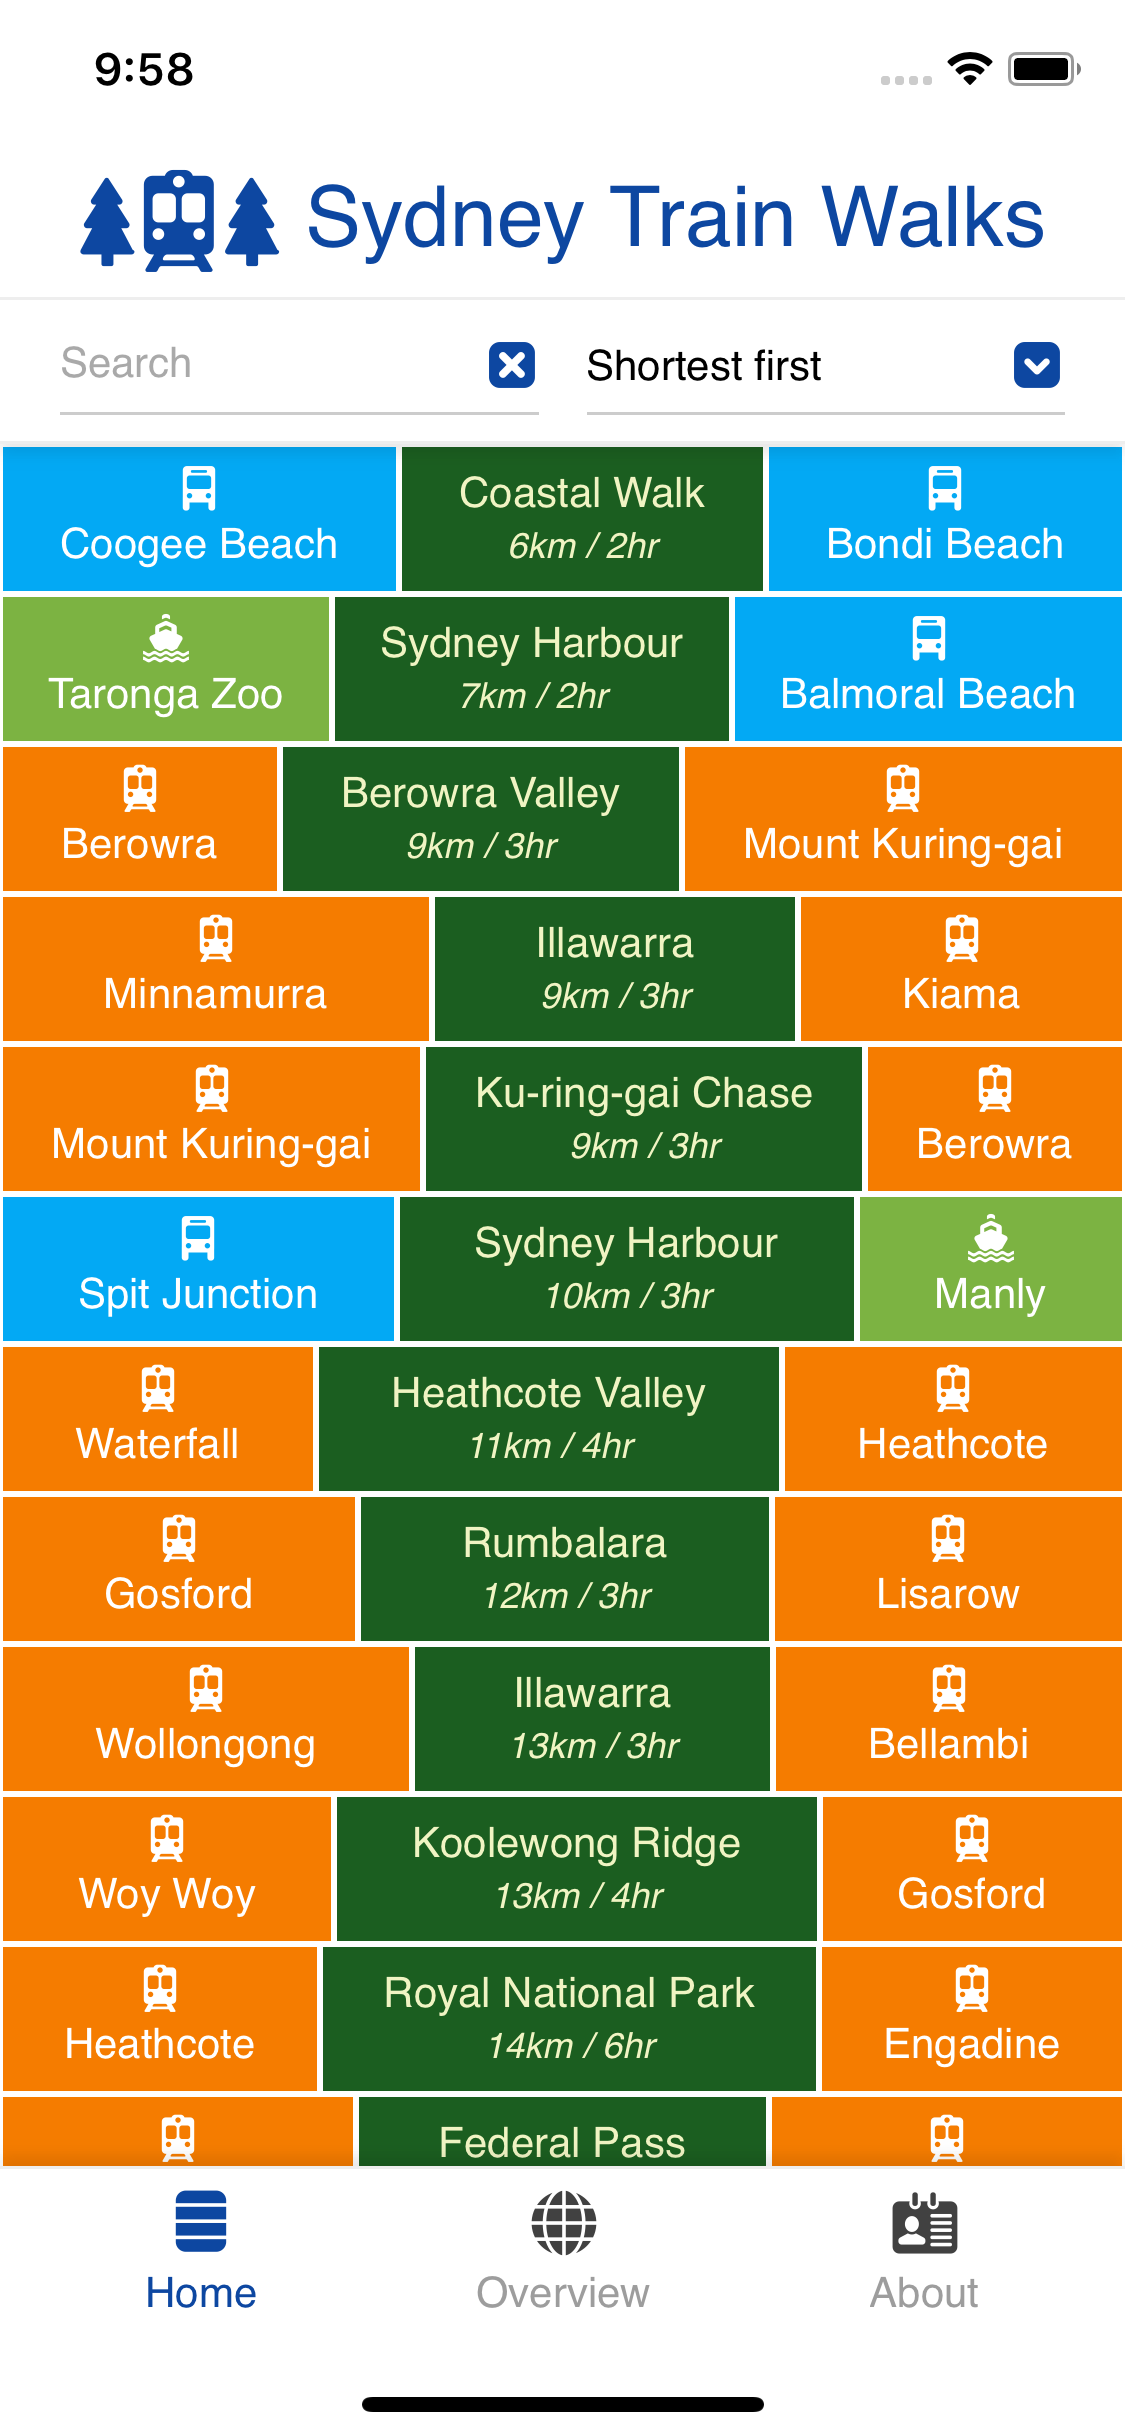 9:58
Sydney Train Walks
Search
Shortest first
Coogee Beach
Coastal Walk
6km / 2hr
Bondi Beach
Taronga Zoo
Sydney Harbour
7km / 2hr
Balmoral Beach
Berowra
Berowra Valley
9km / 3hr
Mount Kuring-gai
Minnamurra
Illawarra
9km / 3hr
Kiama
Mount Kuring-gai
Ku-ring-gai Chase
9km / 3hr
Berowra
Spit Junction
Sydney Harbour
10km / 3hr
Manly
Waterfall
Heathcote Valley
11km / 4hr
Heathcote
Gosford
Rumbalara
12km / 3hr
Lisarow
Wollongong
Illawarra
13km / 3hr
Bellambi
Woy Woy
Koolewong Ridge
13km / 4hr
Gosford
Heathcote
Royal National Park
14km / 6hr
Engadine
Federal Pass
Home
Overview
About